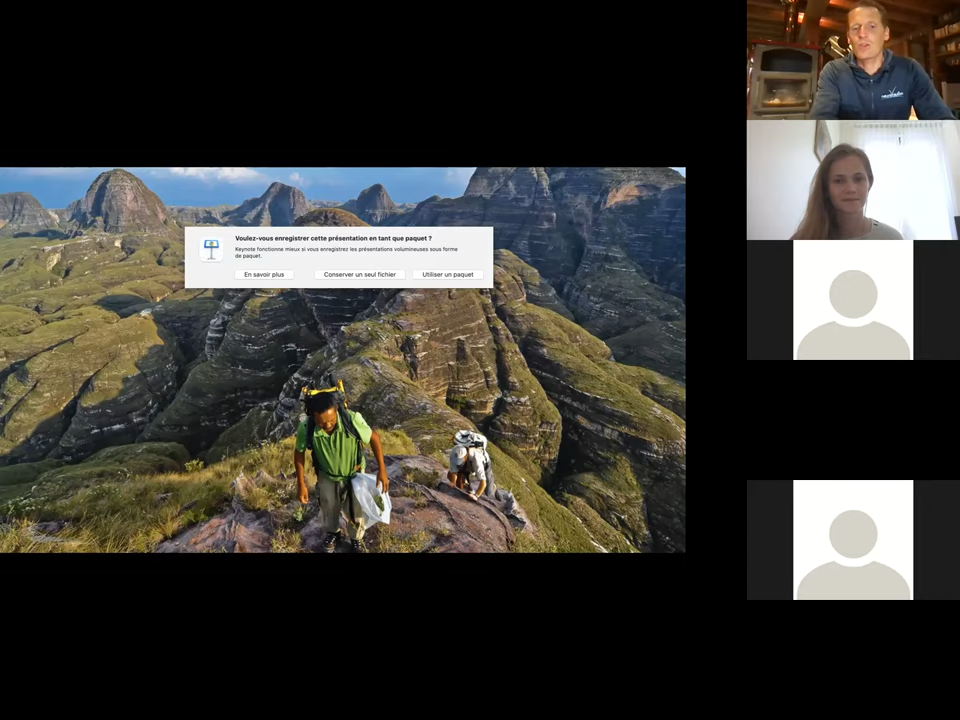 Voulez-vous enregistrer cette présentation en tant que paquet ?
Keynote fonctionne mieux si vous enregistrez les présentations volumineuses sous forme
de paquet.
En savoir plus
Conserver un seul fichier
Utiliser un paquet